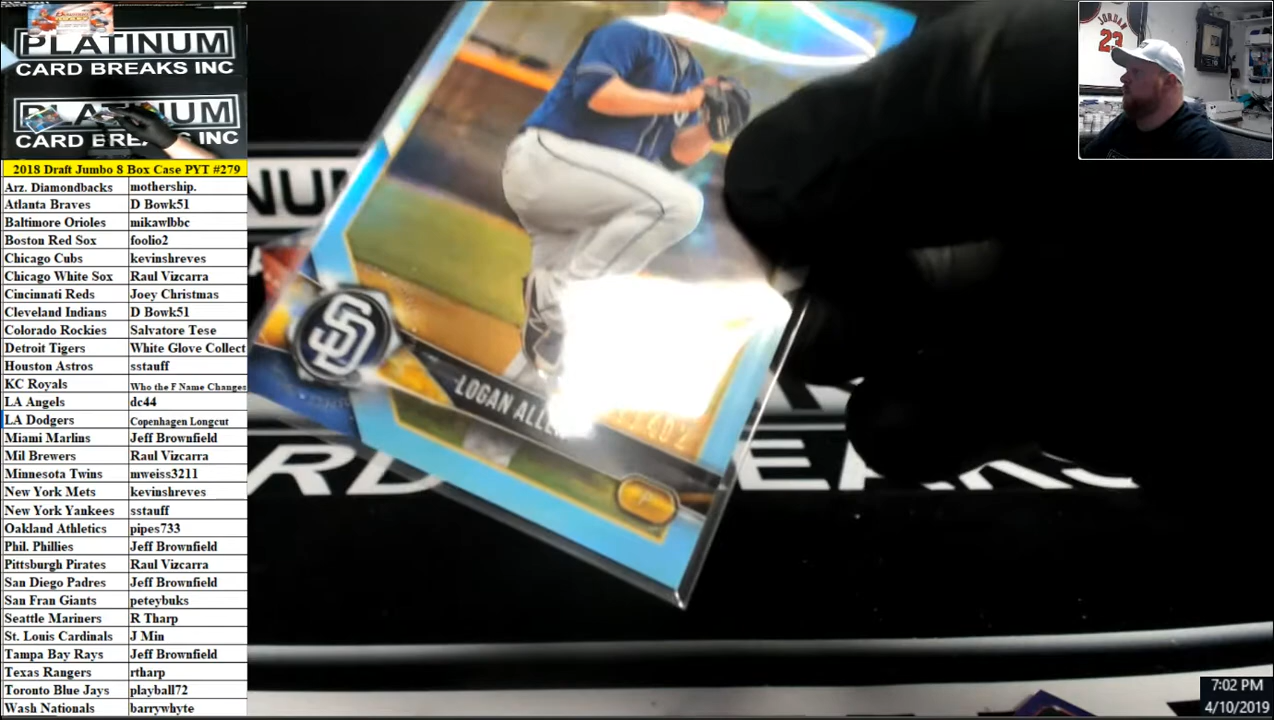 PLATINUM
CARD BREAKS INC
PLATINUM
CARD BREAKS INC
2018 Draft Jumbo 8 Box Case PYT #279
Arz. Diamondbacks mothership.
Atlanta Braves D Bowk51
Baltimore Orioles mikawlbbc
Boston Red Sox foolio2
Chicago Cubs kevinshreves
Chicago White Sox Raul Vizcarra
Cincinnati Reds Joey Christmas
Cleveland Indians D Bowk51
Colorado Rockies Salvatore Tese
Detroit Tigers White Glove Collect
Houston Astros sstauff
KC Royals Who the F Name Changes
LA Angels dc44
LA Dodgers Copenhagen Longcut
Miami Marlins Jeff Brownfield
Mil Brewers Raul Vizcarra
Minnesota Twins mweiss3211
New York Mets kevinshreves
New York Yankees sstauff
Oakland Athletics pipes733
Phil. Phillies Jeff Brownfield
Pittsburgh Pirates Raul Vizcarra
San Diego Padres Jeff Brownfield
San Fran Giants peteybuks
Seattle Mariners R Tharp
St. Louis Cardinals J Min
Tampa Bay Rays Jeff Brownfield
Texas Rangers rtharp
Toronto Blue Jays playball72
Wash Nationals barrywhyte
NUM
SD
LOGAN ALLEN
P
JORDAN
23
7:02 PM
4/10/2019